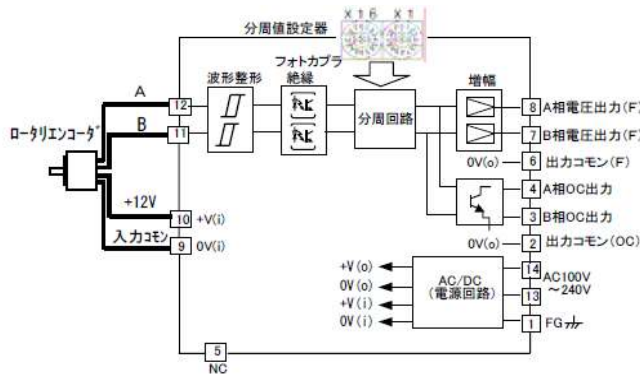 X16 X1
分周値設定器
フォトカプラ
絶縁
波形整形
増幅
A
12
B
11
ロータリエンコーダ
分周回路
8 A相電圧出力(F)
7 B相電圧出力(F)
0V(o) 6 出力コモン(F)
4 A相OC出力
3 B相OC出力
0V(o) 2 出力コモン(OC)
+12V
10 +V(i)
入力コモン
9 0V(i)
+V(o)
0V(o)
+V(i)
0V(i)
AC/DC
(電源回路)
14 AC100V
13 ~240V
1 FG
5
NC